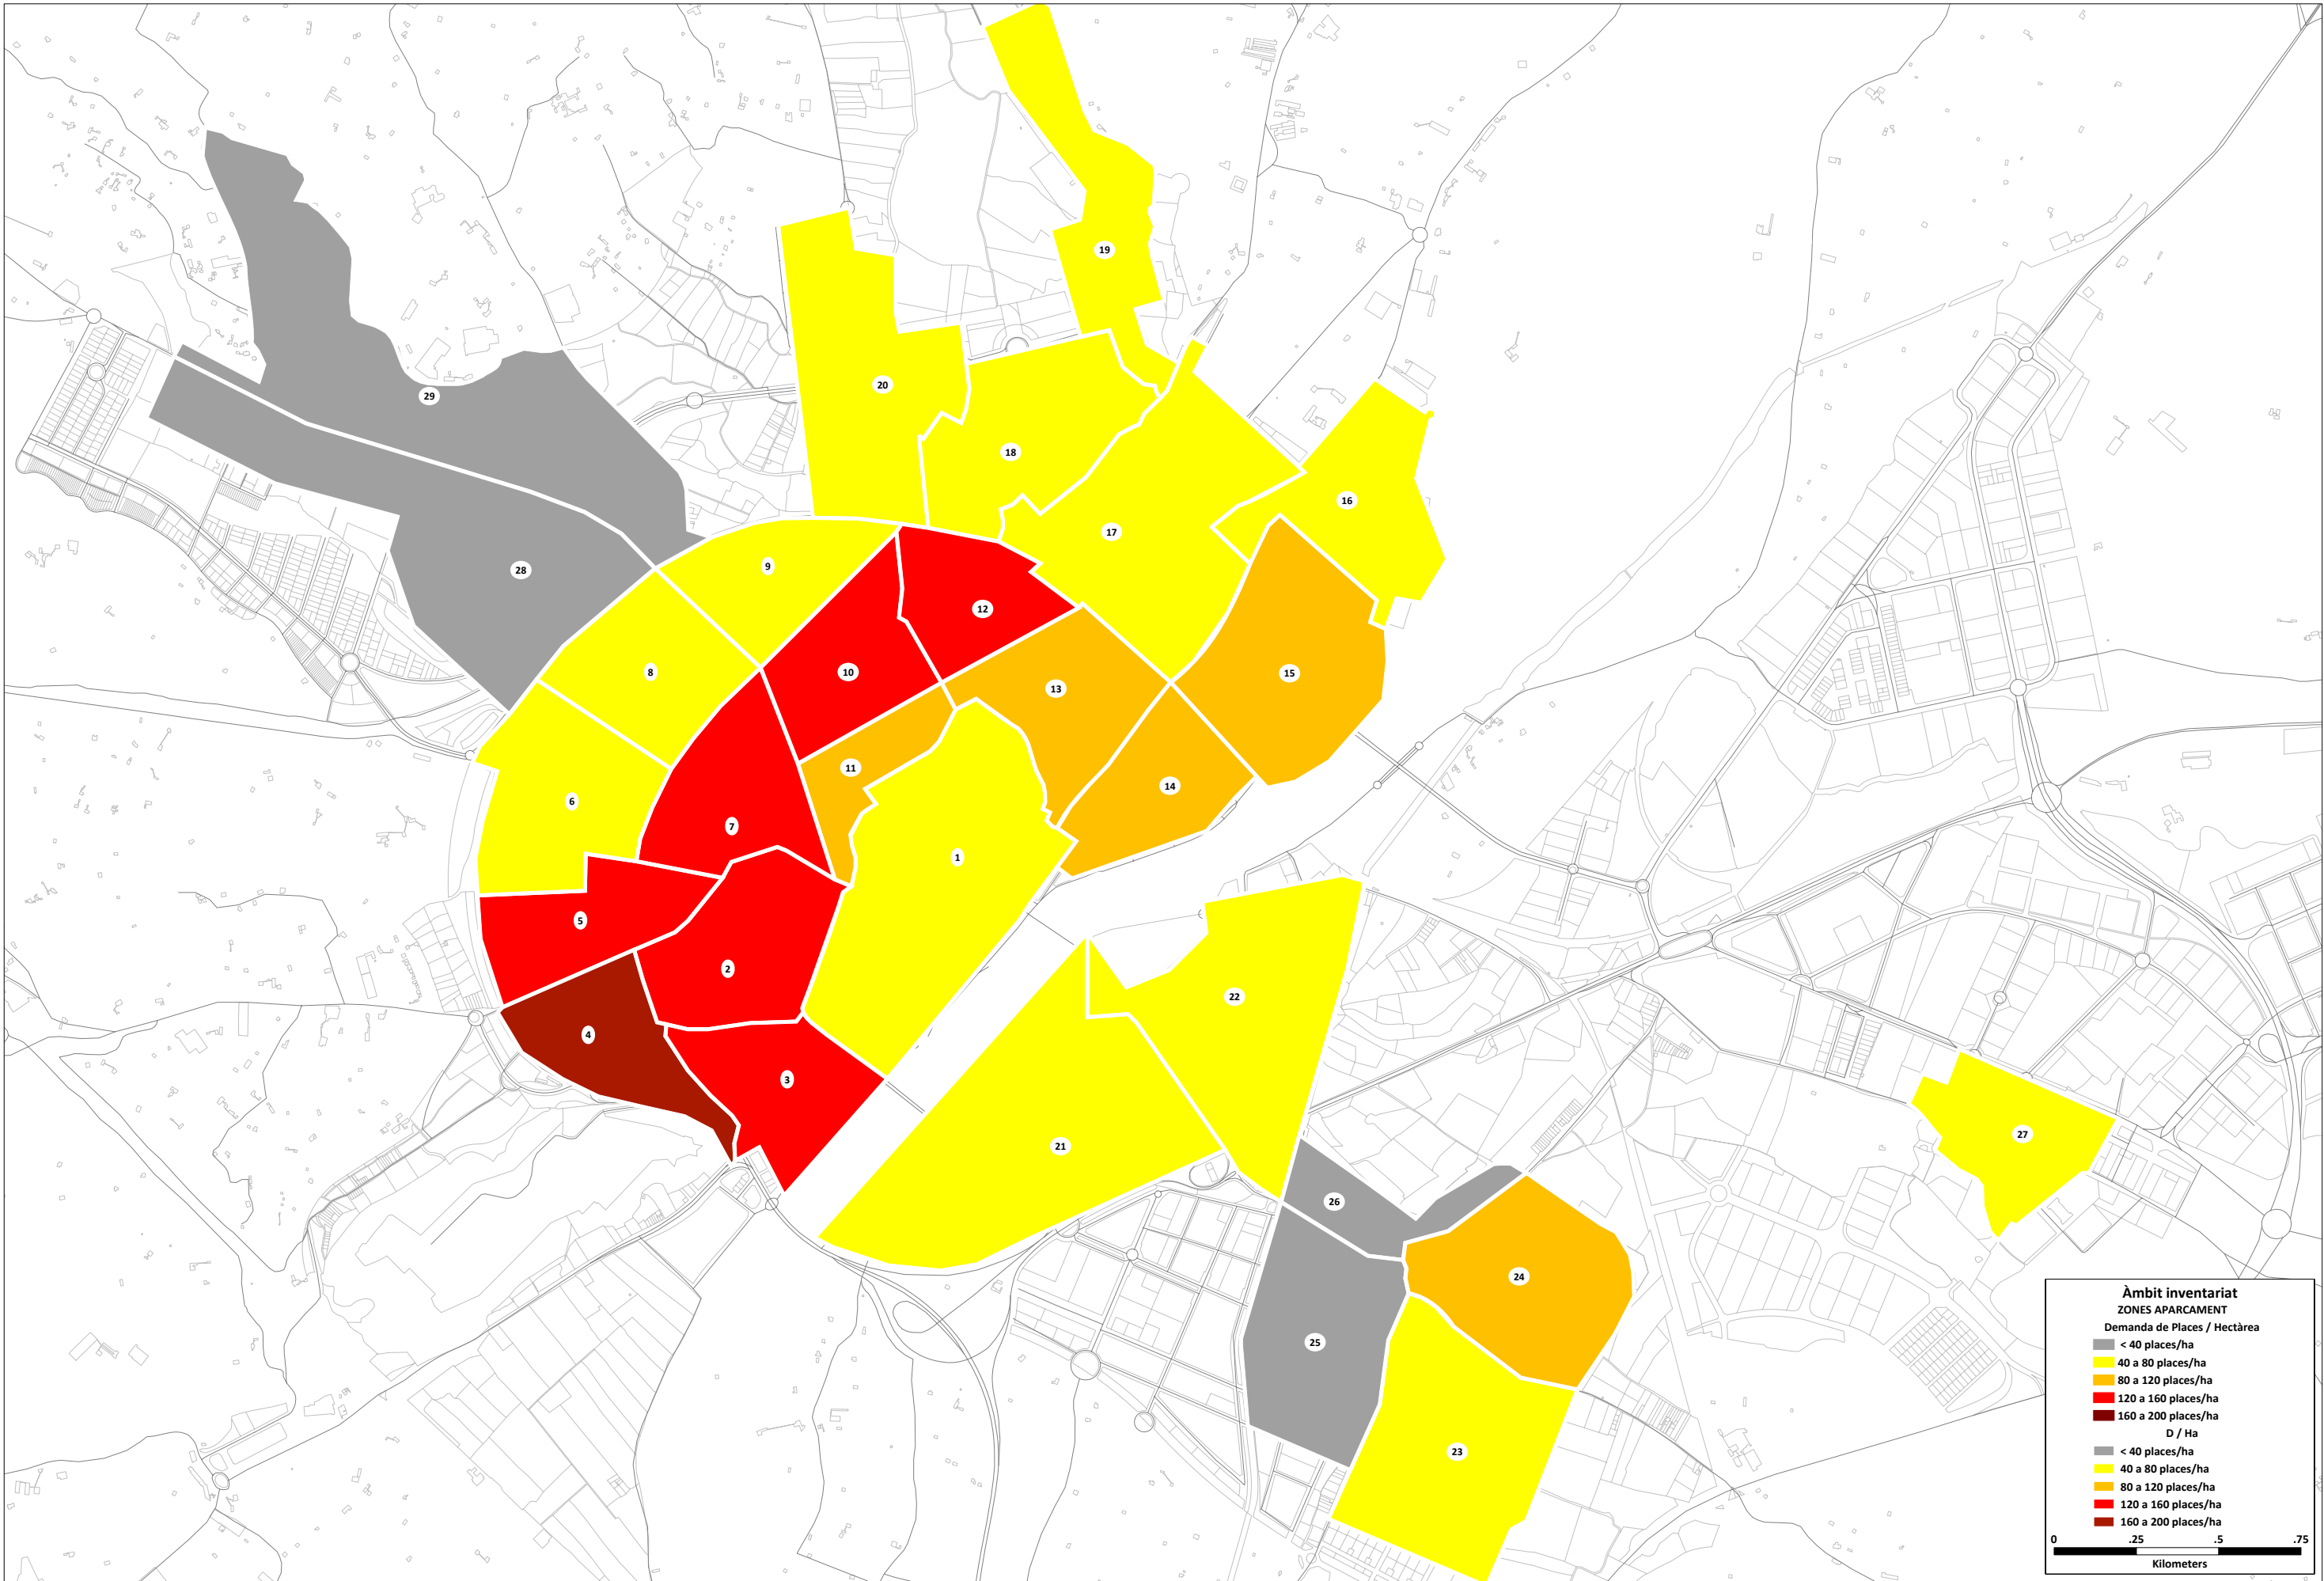 19
20
29
18
16
17
9
28
12
8
10
15
13
11
14
6
7
1
5
2
22
4
3
27
21
26
24
25
23
Àmbit inventariat
ZONES APARCAMENT
Demanda de Places / Hectàrea
< 40 places/ha
40 a 80 places/ha
80 a 120 places/ha
120 a 160 places/ha
160 a 200 places/ha
D / Ha
< 40 places/ha
40 a 80 places/ha
80 a 120 places/ha
120 a 160 places/ha
160 a 200 places/ha
0 .25 .5 .75
Kilometers